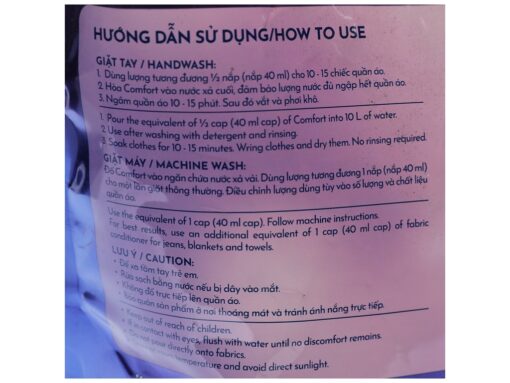 HƯỚNG DẪN SỬ DỤNG/HOW TO USE
GIẶT TAY / HANDWASH:
1. Dùng lượng tương đương ½ nắp (nắp 40 ml) cho 10 - 15 chiếc quần áo.
2. Hòa Comfort vào nước xả cuối, đảm bảo lượng nước đủ ngập hết quần áo.
3. Ngâm quần áo 10 - 15 phút. Sau đó vắt và phơi khô.
1. Pour the equivalent of ½ cap (40 ml cap) of Comfort into 10 L of water.
2. Use after washing with detergent and rinsing.
3. Soak clothes for 10 - 15 minutes. Wring clothes and dry them. No rinsing required.
GIẶT MÁY / MACHINE WASH:
Đổ Comfort vào ngăn chứa nước xả vải. Dùng lượng tương đương 1 nắp (nắp 40 ml)
cho một lần giặt thông thường. Điều chỉnh lượng dùng tùy vào số lượng và chất liệu
quần áo.
Use the equivalent of 1 cap (40 ml cap). Follow machine instructions.
For best results, use an additional equivalent of 1 cap (40 ml) of fabric
conditioner for jeans, blankets and towels.
LƯU Ý / CAUTION:
• Để xa tầm tay trẻ em.
• Rửa sạch bằng nước nếu bị dây vào mắt.
• Không đổ trực tiếp lên quần áo.
• Bảo quản sản phẩm ở nơi thoáng mát và tránh ánh nắng trực tiếp.
• Keep out of reach of children.
• If in contact with eyes, flush with water until no discomfort remains.
• Do not pour directly onto fabrics.
temperature and avoid direct sunlight.